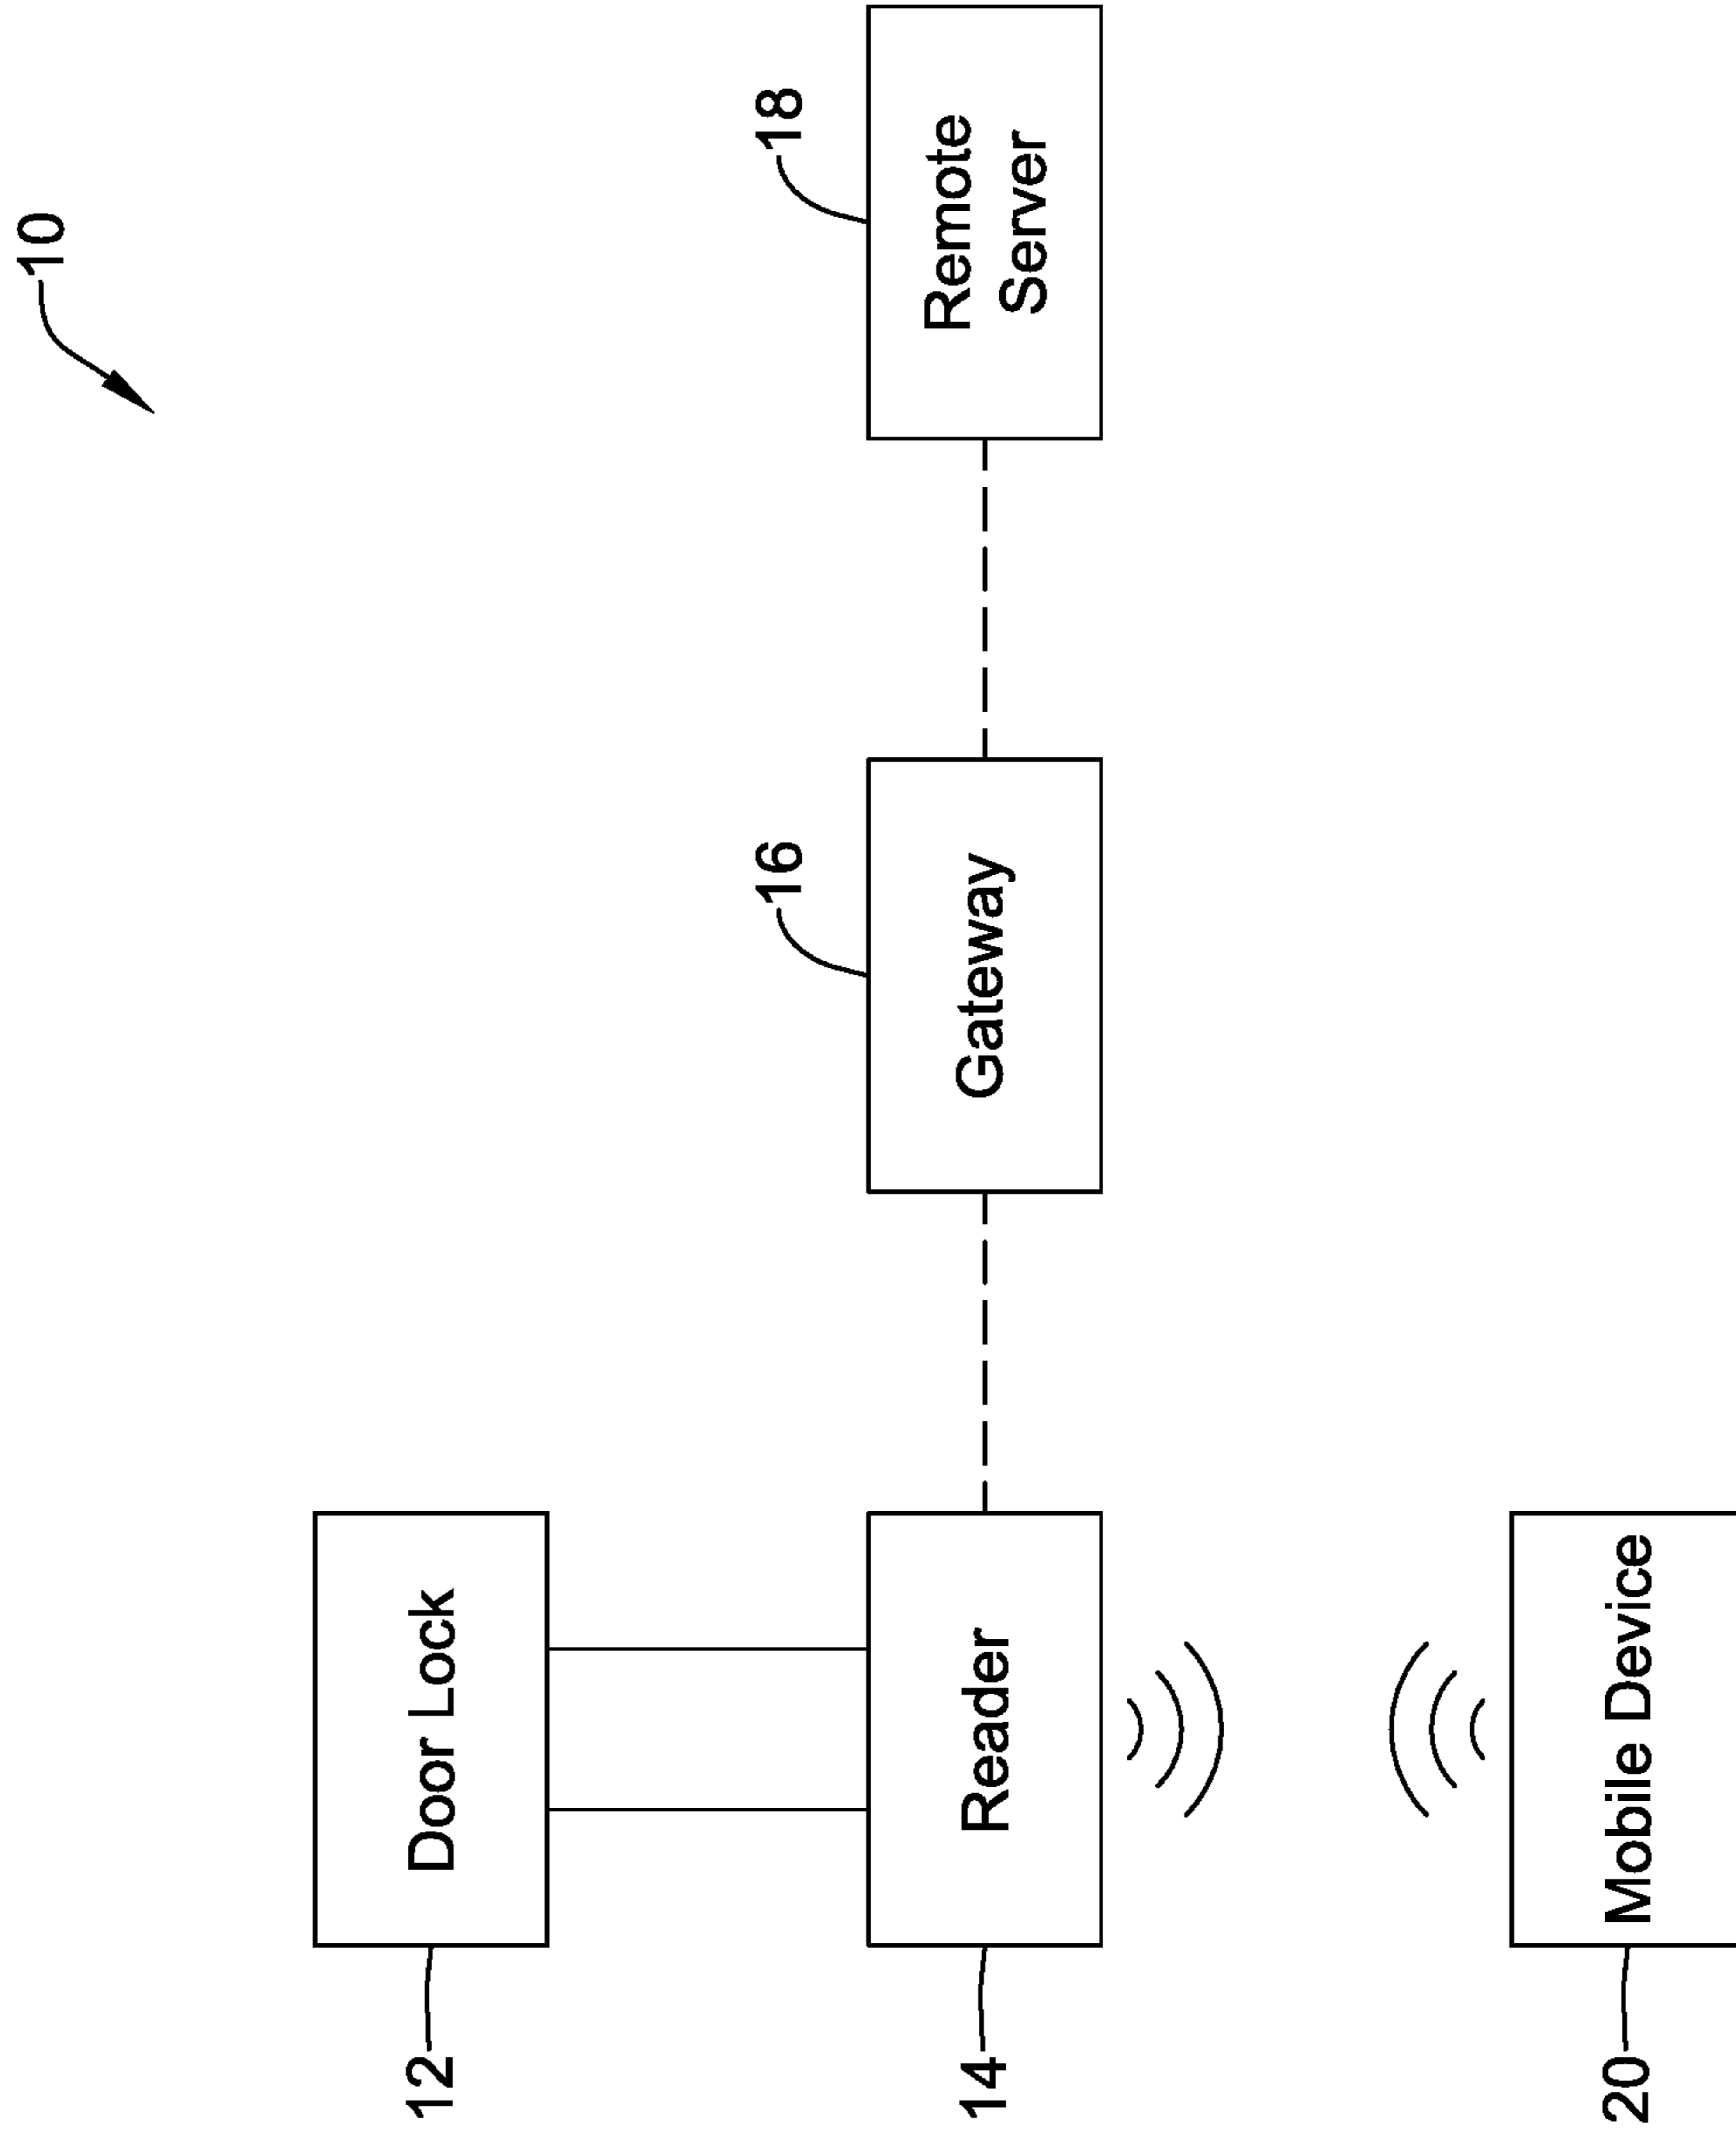 10
12
Door Lock
14
Reader
16
Gateway
18
Remote
Server
20
Mobile Device